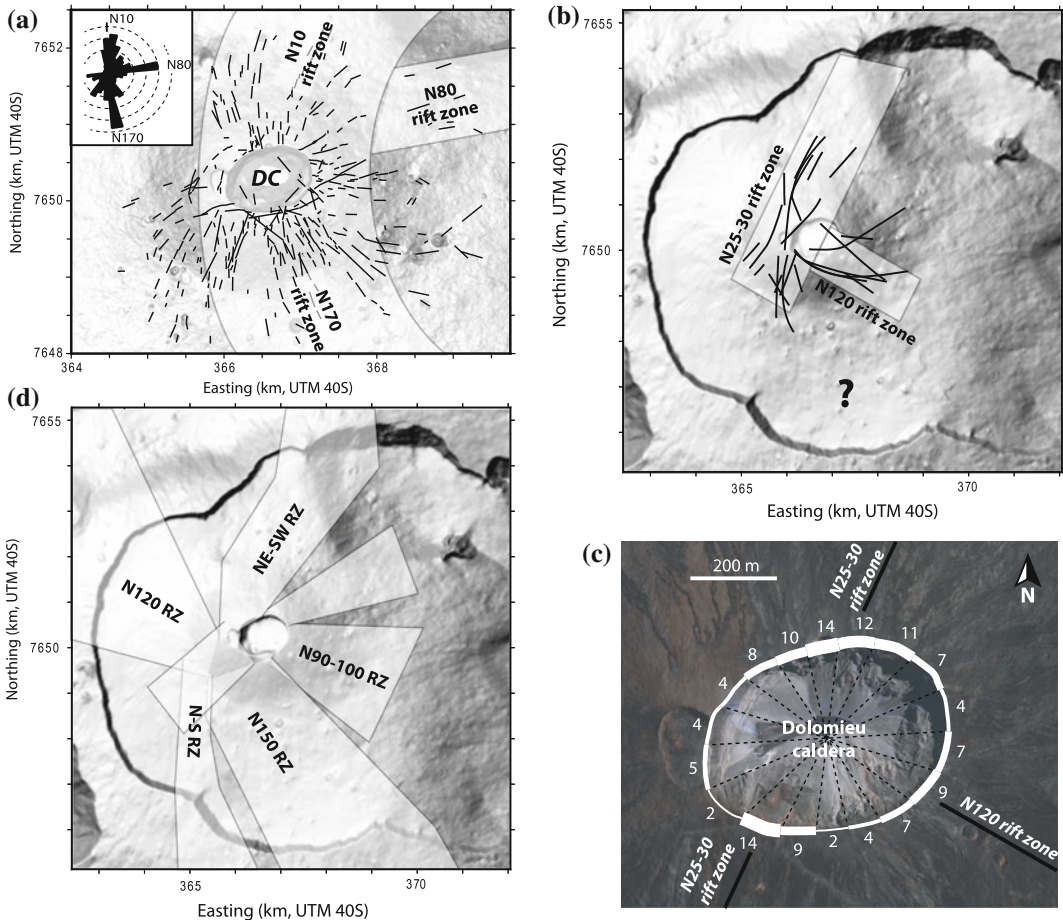 (a)
N10
N80
N170
7652
7650
7648
Northing (km, UTM 40S)
N10
rift zone
N80
rift zone
DC
N170
rift zone
364
366
368
Easting (km, UTM 40S)
(b)
7655
7650
Northing (km, UTM 40S)
N25-30 rift zone
N120 rift zone
?
365
370
Easting (km, UTM 40S)
(d)
7655
7650
Northing (km, UTM 40S)
NE-SW RZ
N120 RZ
N90-100 RZ
N-S RZ
N150 RZ
365
370
Easting (km, UTM 40S)
(c)
200 m
N25-30
rift zone
N
12
14
10
11
8
7
4
4
4
Dolomieu
caldera
7
5
9
2
7
14
9
2
4
N120 rift zone
N25-30
rift zone